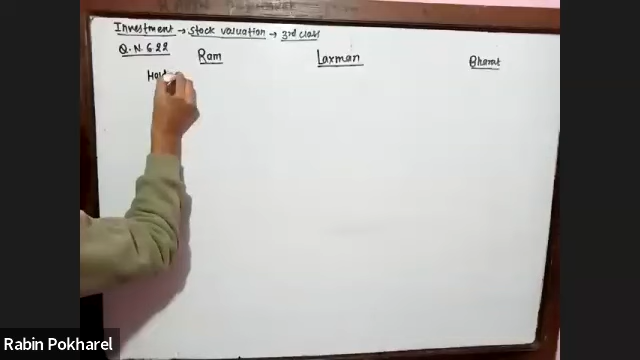 Investment → Stock Valuation → 3rd class
Q.N. 6.22
Ram Laxman Bharat
Rabin Pokharel